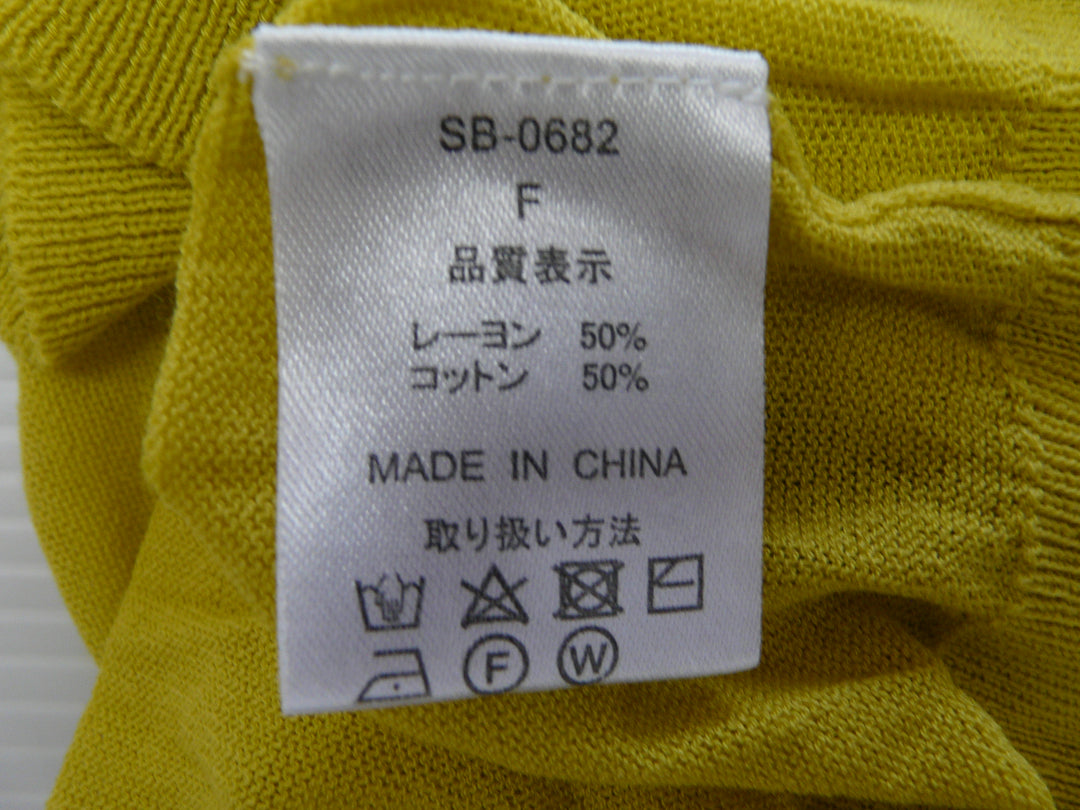 SB-0682
F
品質表示
レーヨン 50%
コットン 50%
MADE IN CHINA
取り扱い方法
F W